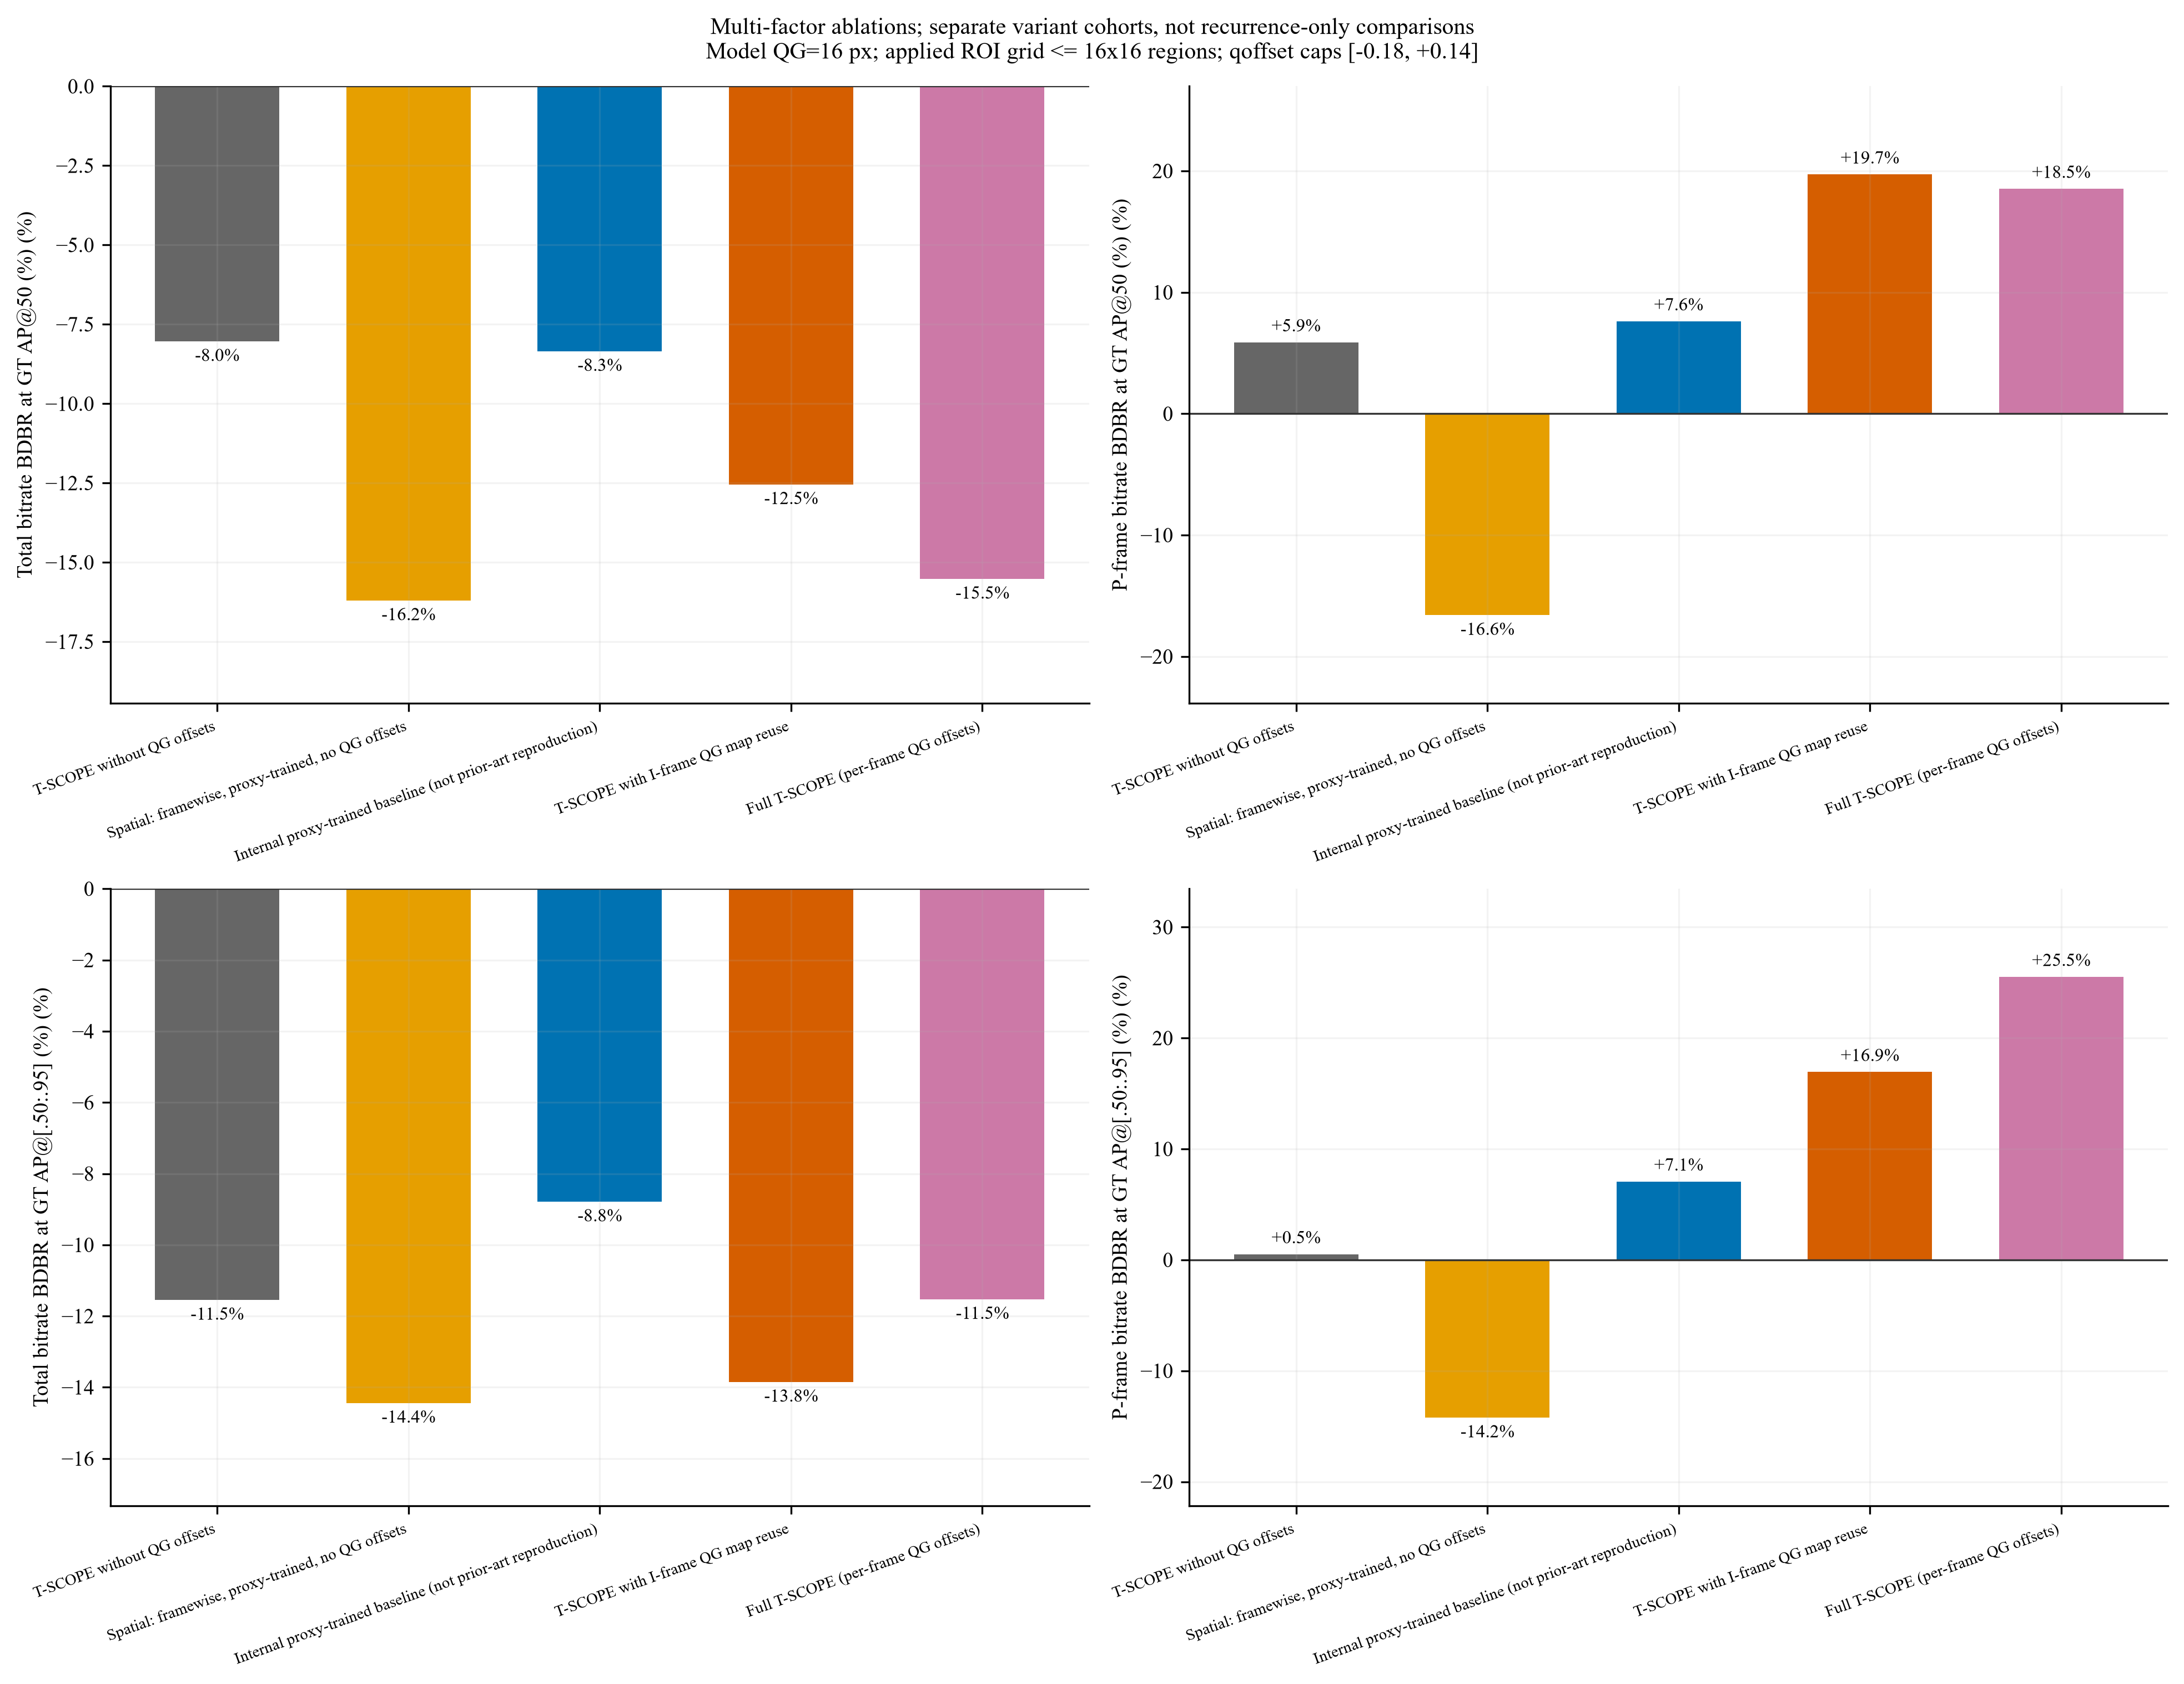 Multi-factor ablations; separate variant cohorts, not recurrence-only comparisons
Model QG=16 px; applied ROI grid <= 16x16 regions; qoffset caps [-0.18, +0.14]
Total bitrate BDBR at GT AP@50 (%) (%)
0.0
−2.5
−5.0
−7.5
−10.0
−12.5
−15.0
−17.5
-8.0%
-16.2%
-8.3%
-12.5%
-15.5%
T-SCOPE without QG offsets
Spatial: framewise, proxy-trained, no QG offsets
Internal proxy-trained baseline (not prior-art reproduction)
T-SCOPE with I-frame QG map reuse
Full T-SCOPE (per-frame QG offsets)
P-frame bitrate BDBR at GT AP@50 (%) (%)
20
10
0
−10
−20
+5.9%
-16.6%
+7.6%
+19.7%
+18.5%
T-SCOPE without QG offsets
Spatial: framewise, proxy-trained, no QG offsets
Internal proxy-trained baseline (not prior-art reproduction)
T-SCOPE with I-frame QG map reuse
Full T-SCOPE (per-frame QG offsets)
Total bitrate BDBR at GT AP@[.50:.95] (%) (%)
0
−2
−4
−6
−8
−10
−12
−14
−16
-11.5%
-14.4%
-8.8%
-13.8%
-11.5%
T-SCOPE without QG offsets
Spatial: framewise, proxy-trained, no QG offsets
Internal proxy-trained baseline (not prior-art reproduction)
T-SCOPE with I-frame QG map reuse
Full T-SCOPE (per-frame QG offsets)
P-frame bitrate BDBR at GT AP@[.50:.95] (%) (%)
30
20
10
0
−10
−20
+0.5%
-14.2%
+7.1%
+16.9%
+25.5%
T-SCOPE without QG offsets
Spatial: framewise, proxy-trained, no QG offsets
Internal proxy-trained baseline (not prior-art reproduction)
T-SCOPE with I-frame QG map reuse
Full T-SCOPE (per-frame QG offsets)